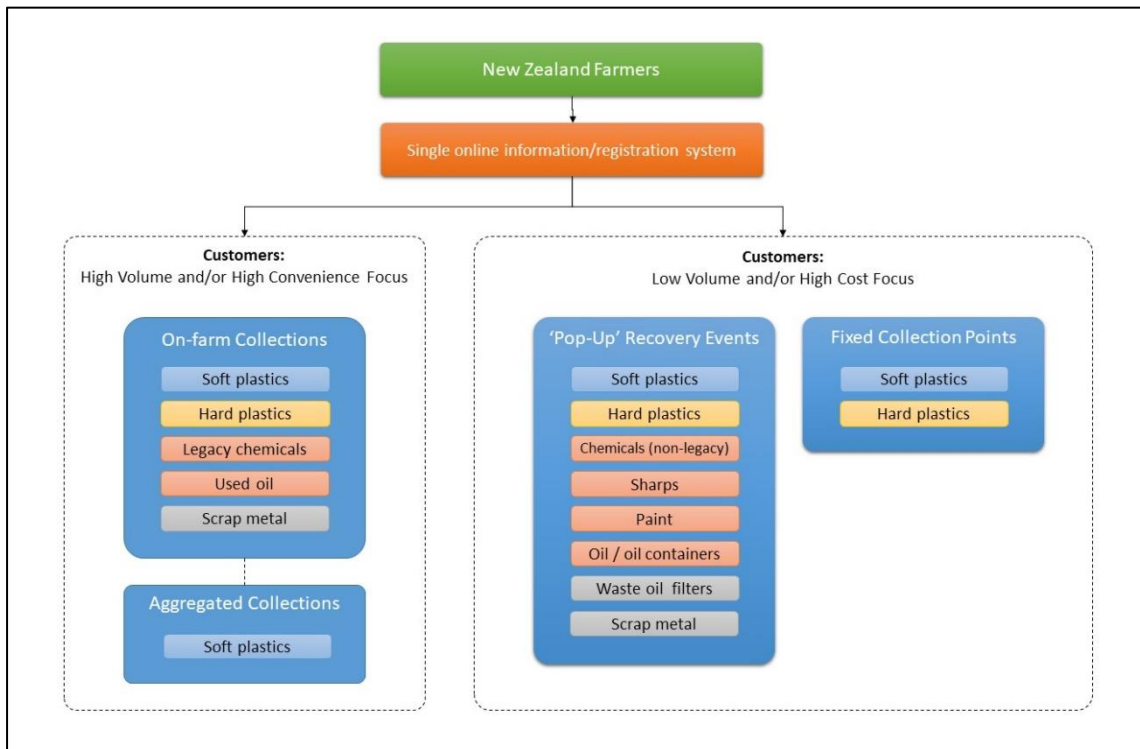 New Zealand Farmers
Single online information/registration system
Customers:
High Volume and/or High Convenience Focus
On-farm Collections
Soft plastics
Hard plastics
Legacy chemicals
Used oil
Scrap metal
Aggregated Collections
Soft plastics
Customers:
Low Volume and/or High Cost Focus
‘Pop-Up’ Recovery Events
Soft plastics
Hard plastics
Chemicals (non-legacy)
Sharps
Paint
Oil / oil containers
Waste oil filters
Scrap metal
Fixed Collection Points
Soft plastics
Hard plastics